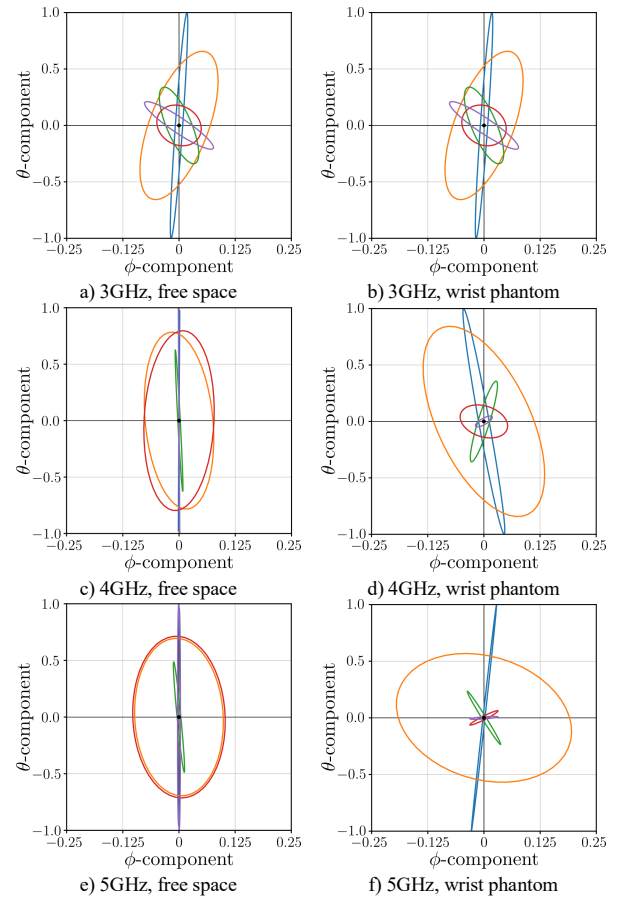 1.0
0.5
0.0
−0.5
−1.0
θ-component
−0.25 −0.125 0 0.125 0.25
ϕ-component
a) 3GHz, free space
1.0
0.5
0.0
−0.5
−1.0
θ-component
−0.25 −0.125 0 0.125 0.25
ϕ-component
b) 3GHz, wrist phantom
1.0
0.5
0.0
−0.5
−1.0
θ-component
−0.25 −0.125 0 0.125 0.25
ϕ-component
c) 4GHz, free space
1.0
0.5
0.0
−0.5
−1.0
θ-component
−0.25 −0.125 0 0.125 0.25
ϕ-component
d) 4GHz, wrist phantom
1.0
0.5
0.0
−0.5
−1.0
θ-component
−0.25 −0.125 0 0.125 0.25
ϕ-component
e) 5GHz, free space
1.0
0.5
0.0
−0.5
−1.0
θ-component
−0.25 −0.125 0 0.125 0.25
ϕ-component
f) 5GHz, wrist phantom